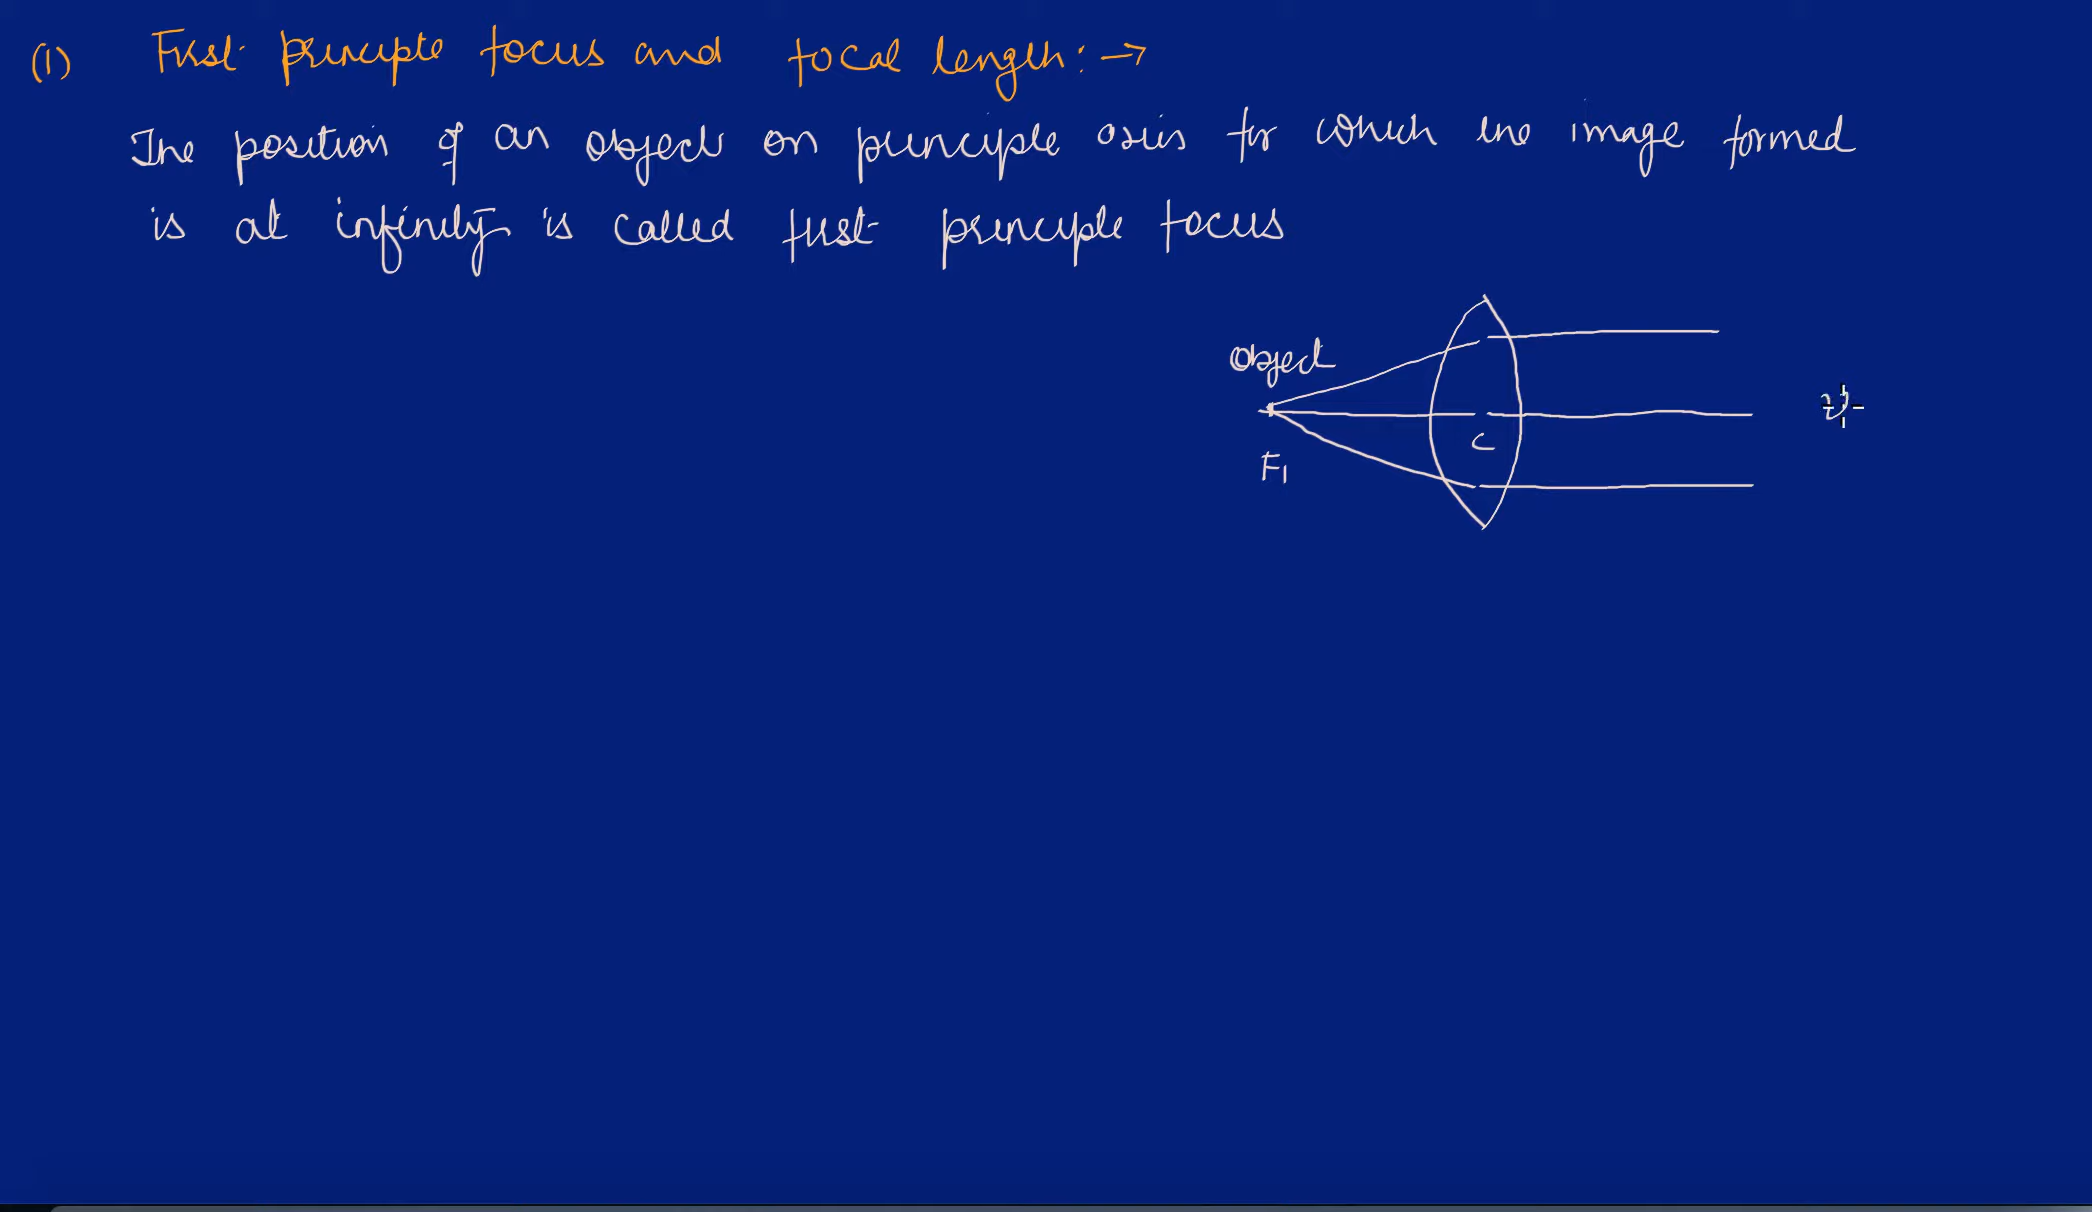 (1) First principle focus and focal length :→
The position of an object on principle axis for which the image formed
is at infinity is called first principle focus
Object
C
F1
v